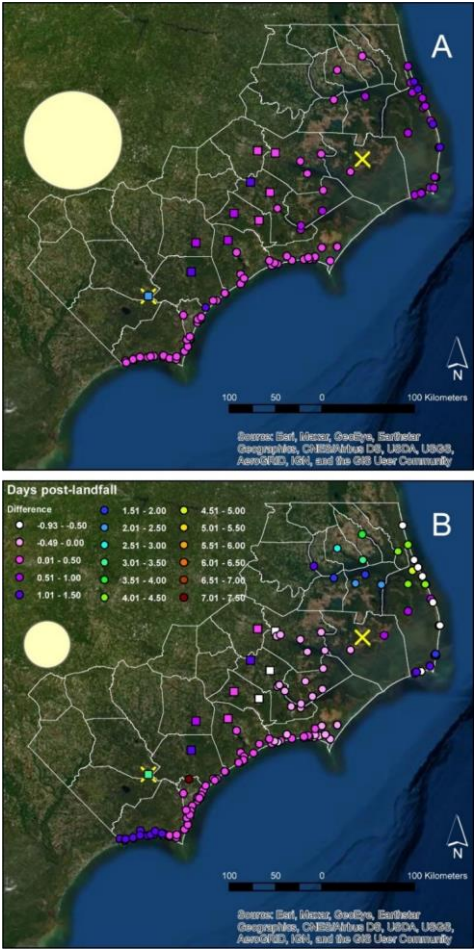 A
N
100 0 100 Kilometers
Source: Esri, Maxar, GeoEye, Earthstar
Geographics, CNES/Airbus DS, USDA, USGS,
AeroGRID, IGN, and the GIS User Community
Days post-landfall
B
Difference
-0.93 - -0.50
-0.49 - 0.00
0.01 - 0.50
0.51 - 1.00
1.01 - 1.50
1.51 - 2.00
2.01 - 2.50
2.51 - 3.00
3.01 - 3.50
3.51 - 4.00
4.01 - 4.50
4.51 - 5.00
5.01 - 5.50
5.51 - 6.00
6.01 - 6.50
6.51 - 7.00
7.01 - 7.50
N
100 0 100 Kilometers
Source: Esri, Maxar, GeoEye, Earthstar
Geographics, CNES/Airbus DS, USDA, USGS,
AeroGRID, IGN, and the GIS User Community